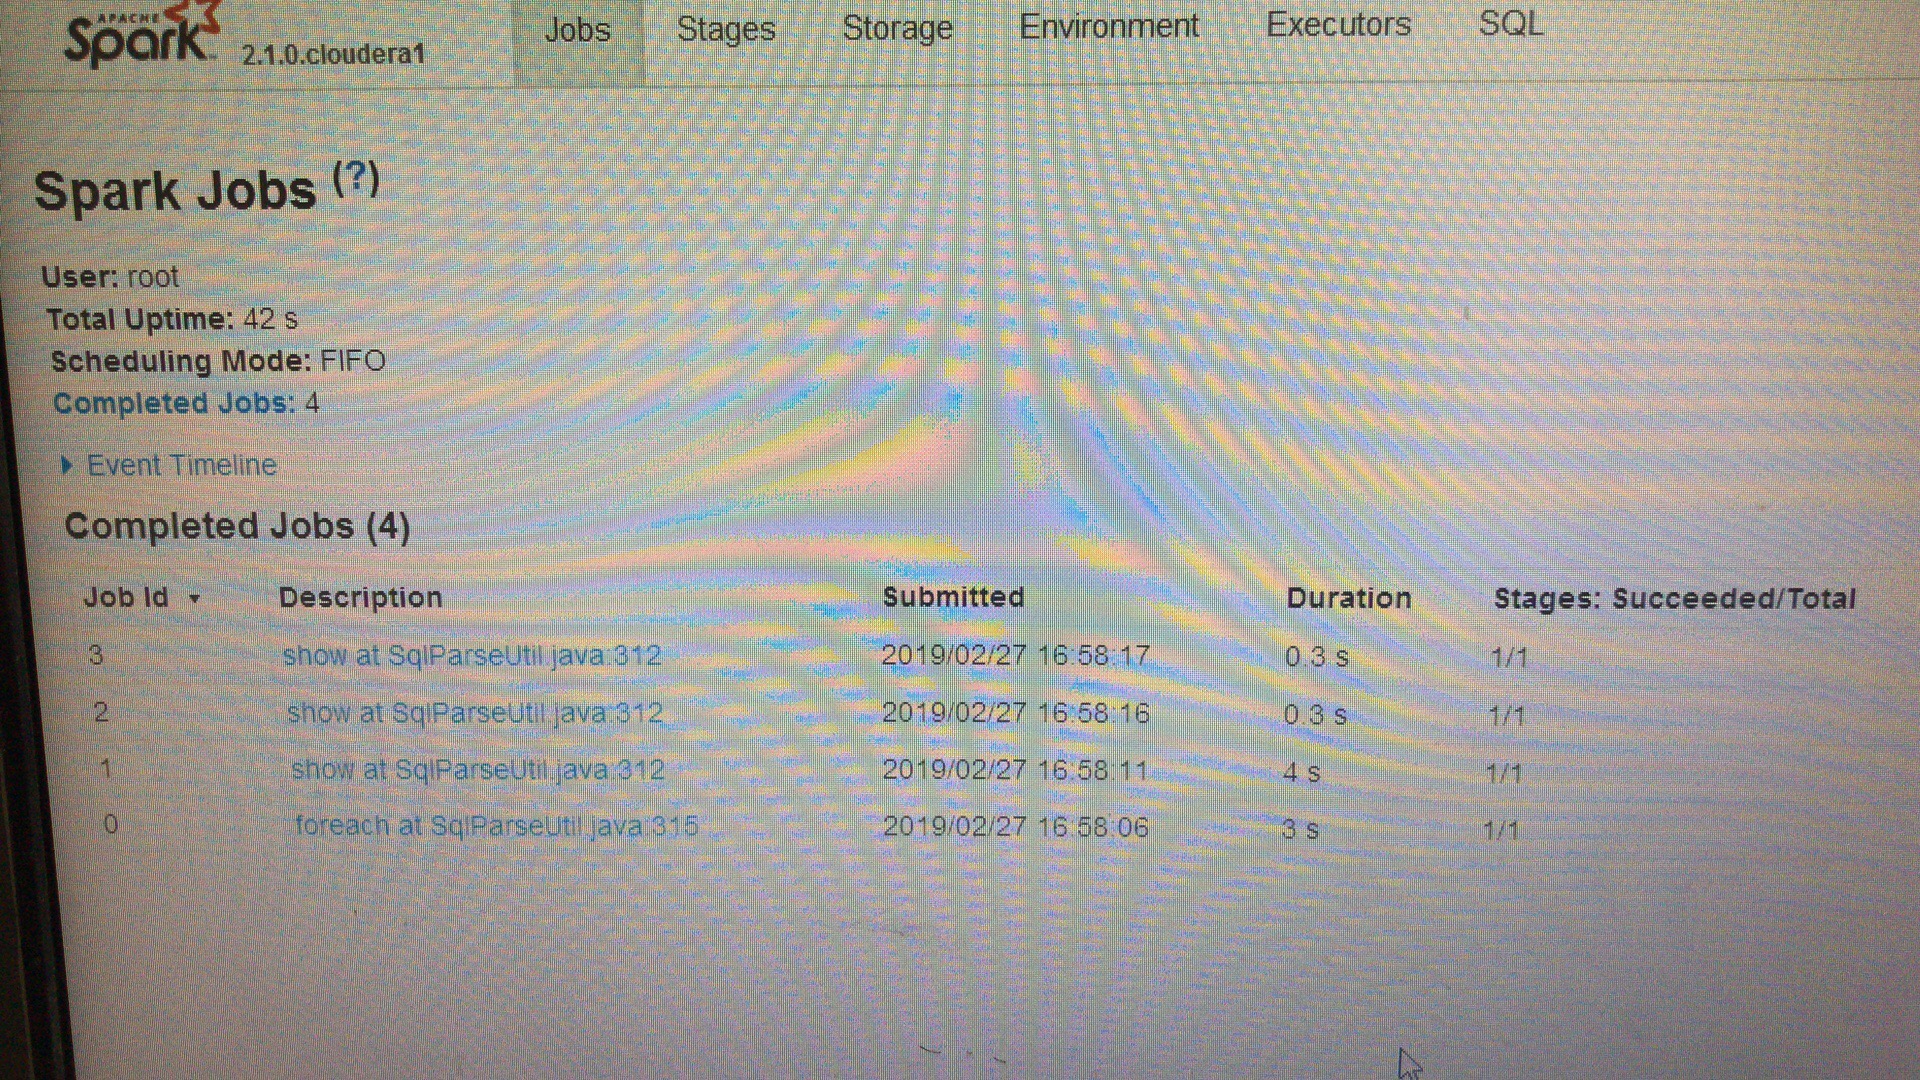 APACHE
Spark 2.1.0.cloudera1 Jobs Stages Storage Environment Executors SQL
Spark Jobs (?)
User: root
Total Uptime: 42 s
Scheduling Mode: FIFO
Completed Jobs: 4
Event Timeline
Completed Jobs (4)
Job Id Description Submitted Duration Stages: Succeeded/Total
3 show at SqlParseUtil.java:312 2019/02/27 16:58:17 0.3 s 1/1
2 show at SqlParseUtil.java:312 2019/02/27 16:58:16 0.3 s 1/1
1 show at SqlParseUtil.java:312 2019/02/27 16:58:11 4 s 1/1
0 foreach at SqlParseUtil.java:315 2019/02/27 16:58:06 3 s 1/1